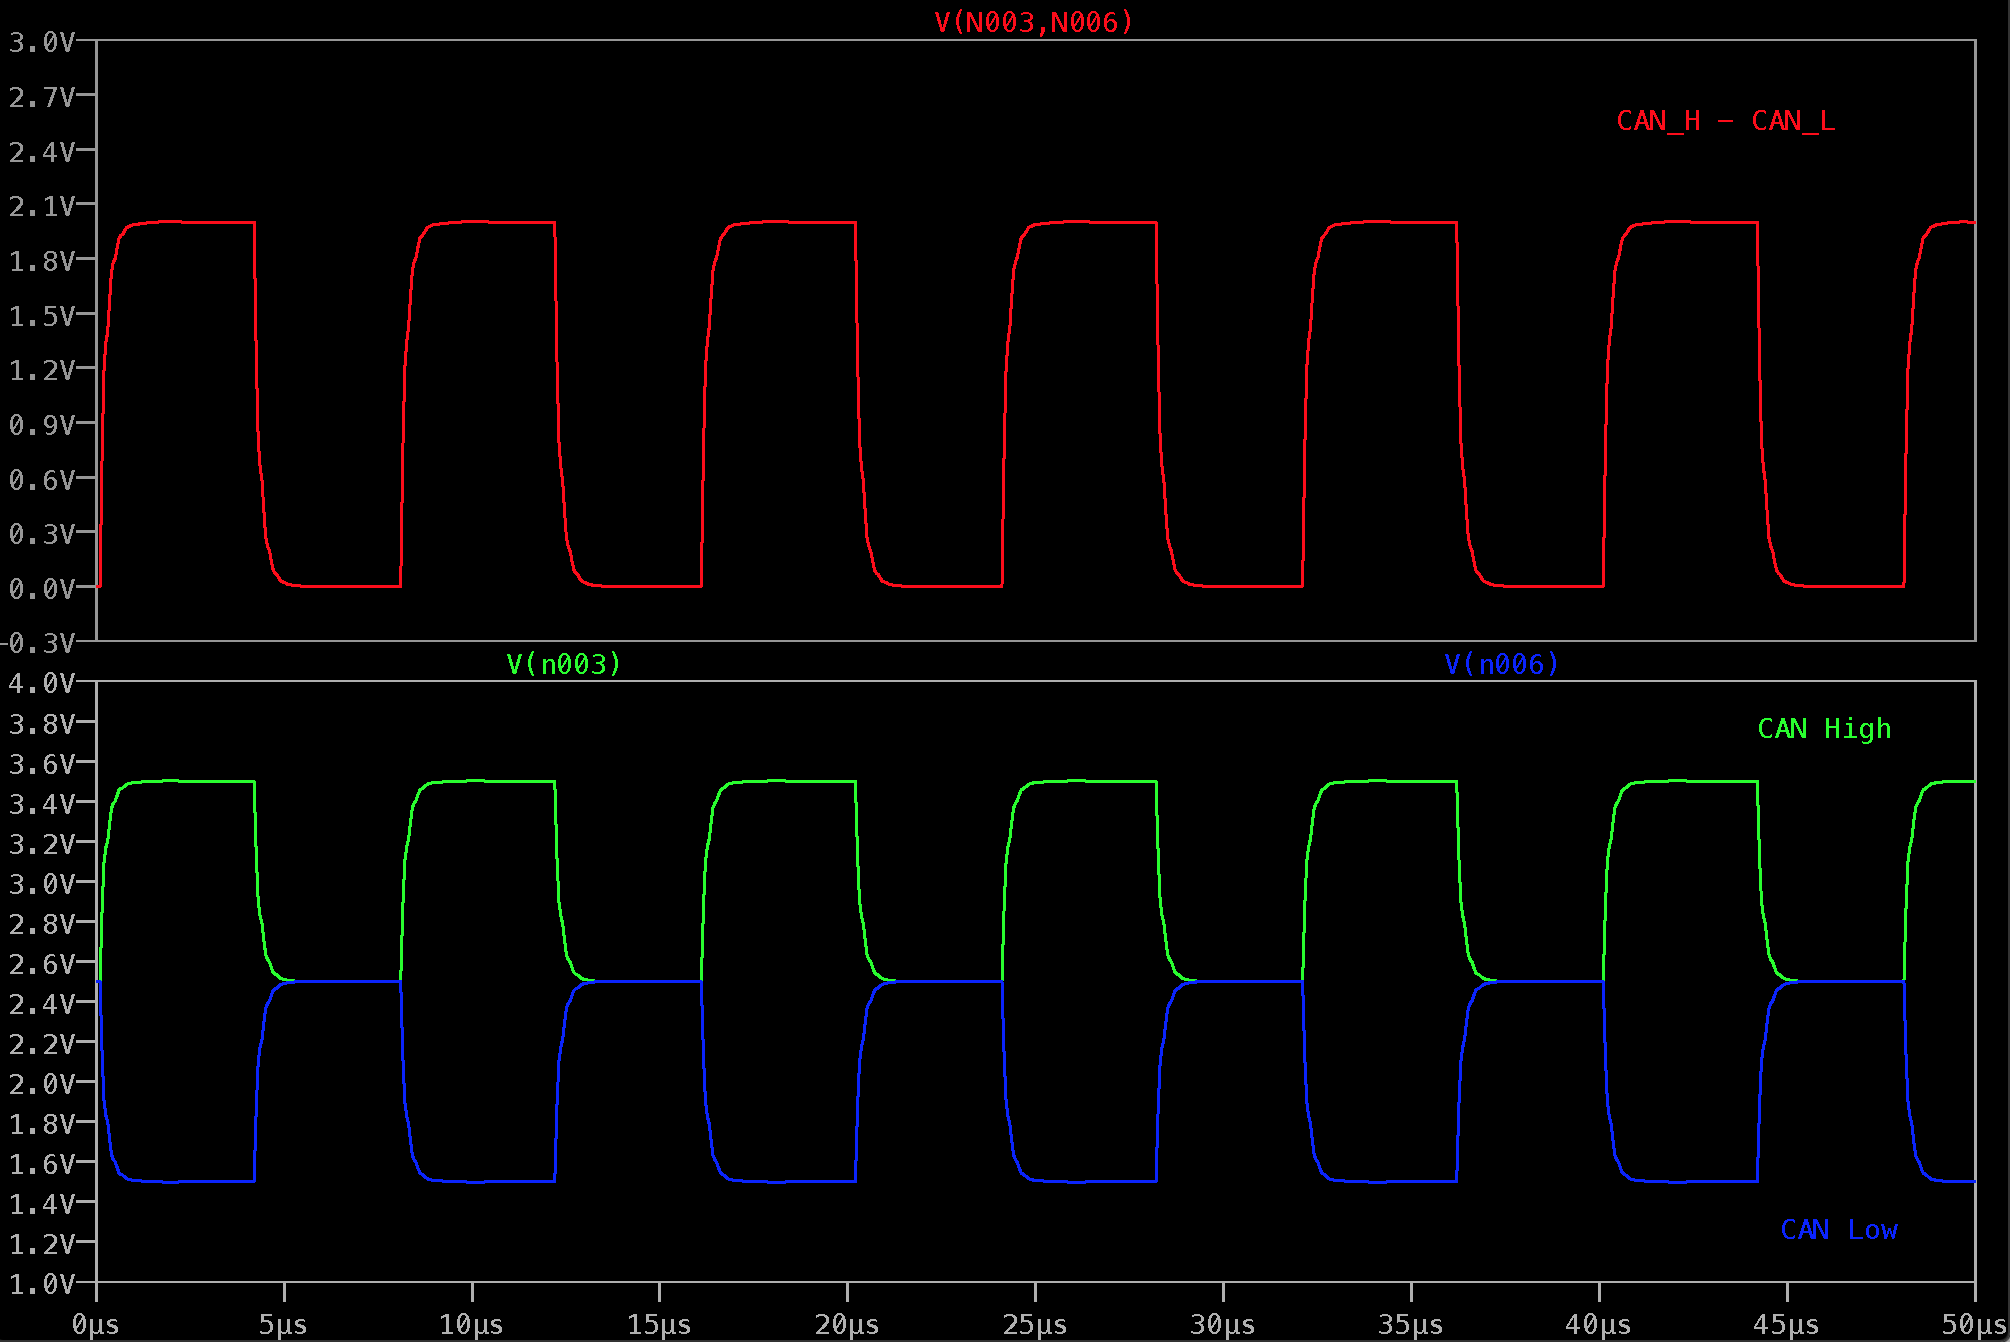 V(N003,N006)
3.0V
2.7V
CAN_H – CAN_L
2.4V
2.1V
1.8V
1.5V
1.2V
0.9V
0.6V
0.3V
0.0V
-0.3V
V(n003) V(n006)
4.0V
3.8V
CAN High
3.6V
3.4V
3.2V
3.0V
2.8V
2.6V
2.4V
2.2V
2.0V
1.8V
1.6V
1.4V
CAN Low
1.2V
1.0V
0µs 5µs 10µs 15µs 20µs 25µs 30µs 35µs 40µs 45µs 50µs